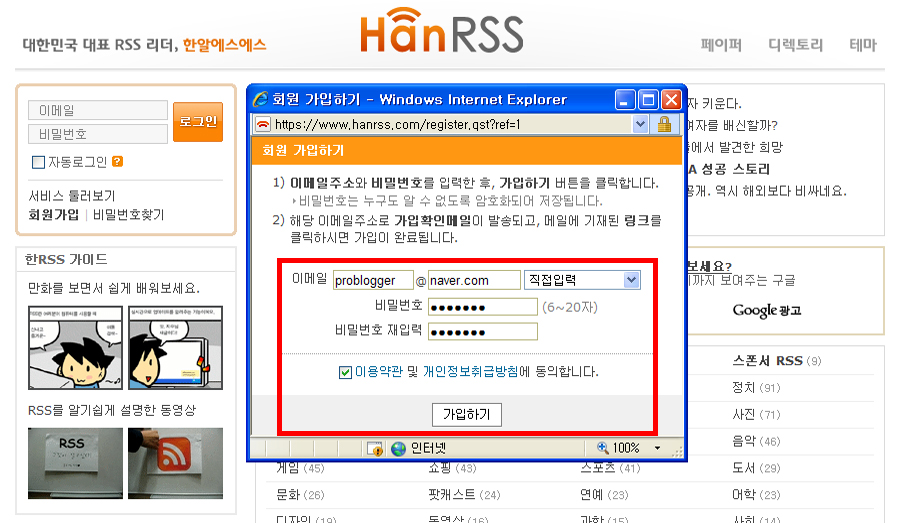 대한민국 대표 RSS 리더, 한알에스에스
HanRSS
페이퍼 디렉토리 테마
이메일
비밀번호
로그인
자동로그인 ?
서비스 둘러보기
회원가입 | 비밀번호찾기
한RSS 가이드
만화를 보면서 쉽게 배워보세요.
RSS를 알기쉽게 설명한 동영상
RSS
회원 가입하기 - Windows Internet Explorer
https://www.hanrss.com/register.qst?ref=1
회원 가입하기
1) 이메일주소와 비밀번호를 입력한 후, 가입하기 버튼을 클릭합니다.
비밀번호는 누구도 알 수 없도록 암호화되어 저장됩니다.
2) 해당 이메일주소로 가입확인메일이 발송되고, 메일에 기재된 링크를
클릭하시면 가입이 완료됩니다.
이메일 problogger @ naver.com 직접입력
비밀번호 ●●●●●●● (6~20자)
비밀번호 재입력 ●●●●●●●
이용약관 및 개인정보취급방침에 동의합니다.
가입하기
인터넷 100%
자 키운다.
여자를 배신할까?
에서 발견한 희망
A 성공 스토리
공개. 역시 해외보다 비싸네요.
보세요?
까지 보여주는 구글
Google 광고
스폰서 RSS (9)
정치 (91)
사진 (71)
음악 (46)
게임 (45) 쇼핑 (43) 스포츠 (41) 도서 (29)
문화 (26) 팟캐스트 (24) 연예 (23) 어학 (23)
디자인 (19) 동영상 (16) 과학 (15) 사회 (14)